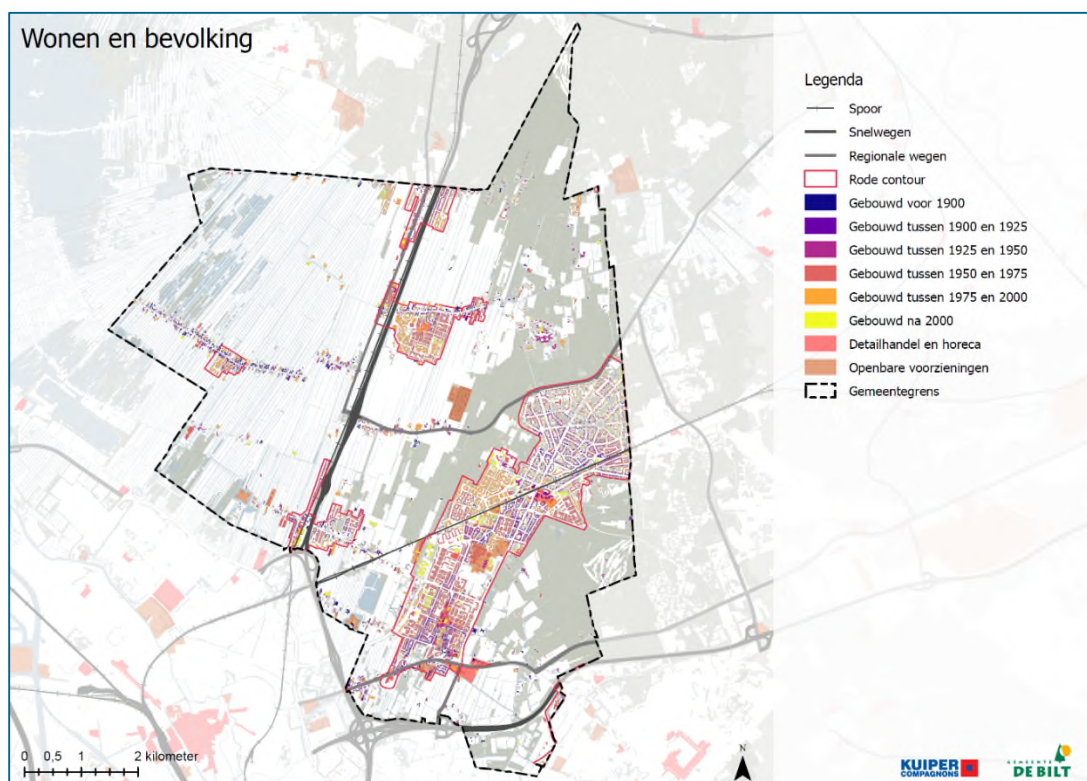 Wonen en bevolking
Legenda
Spoor
Snelwegen
Regionale wegen
Rode contour
Gebouwd voor 1900
Gebouwd tussen 1900 en 1925
Gebouwd tussen 1925 en 1950
Gebouwd tussen 1950 en 1975
Gebouwd tussen 1975 en 2000
Gebouwd na 2000
Detailhandel en horeca
Openbare voorzieningen
Gemeentegrens
0 0,5 1 2 kilometer
N
KUIPER
COMPAGNONS
GEMEENTE
DE BILT